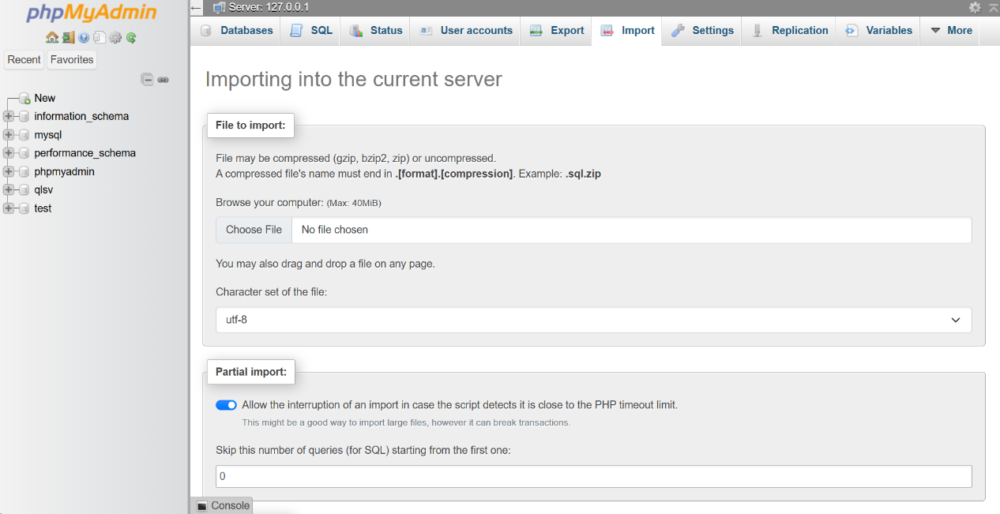 phpMyAdmin
Recent Favorites
New
information_schema
mysql
performance_schema
phpmyadmin
qlsv
test
Server: 127.0.0.1
Databases SQL Status User accounts Export Import Settings Replication Variables More
Importing into the current server
File to import:
File may be compressed (gzip, bzip2, zip) or uncompressed.
A compressed file's name must end in .[format].[compression]. Example: .sql.zip
Browse your computer: (Max: 40MiB)
Choose File No file chosen
You may also drag and drop a file on any page.
Character set of the file:
utf-8
Partial import:
Allow the interruption of an import in case the script detects it is close to the PHP timeout limit.
This might be a good way to import large files, however it can break transactions.
Skip this number of queries (for SQL) starting from the first one:
0
Console